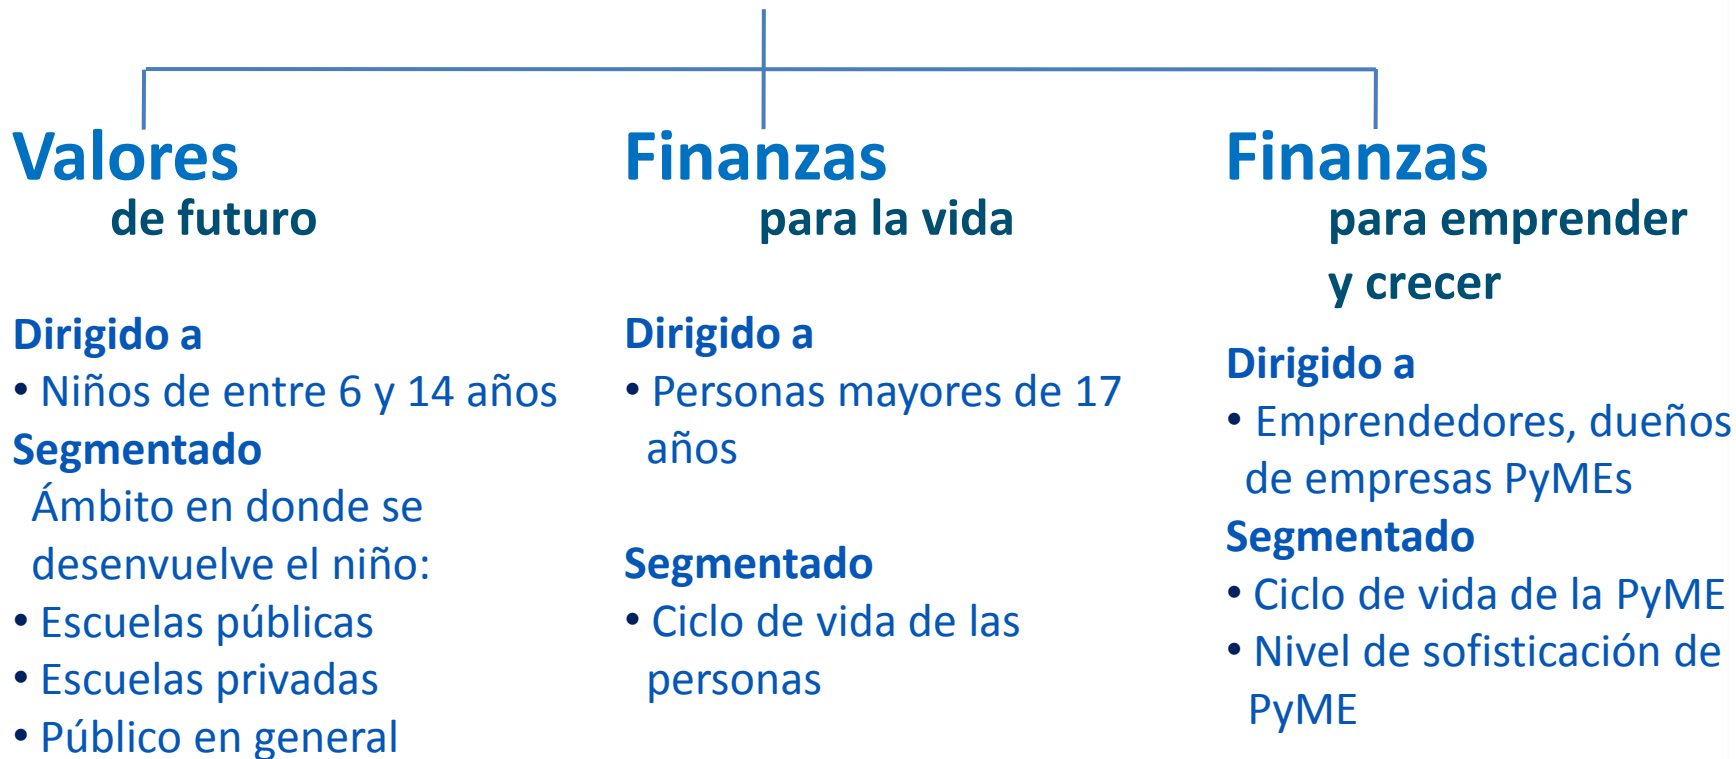 Valores
de futuro
Dirigido a
• Niños de entre 6 y 14 años
Segmentado
Ámbito en donde se
desenvuelve el niño:
• Escuelas públicas
• Escuelas privadas
• Público en general
Finanzas
para la vida
Dirigido a
• Personas mayores de 17
años
Segmentado
• Ciclo de vida de las
personas
Finanzas
para emprender
y crecer
Dirigido a
• Emprendedores, dueños
de empresas PyMEs
Segmentado
• Ciclo de vida de la PyME
• Nivel de sofisticación de
PyME